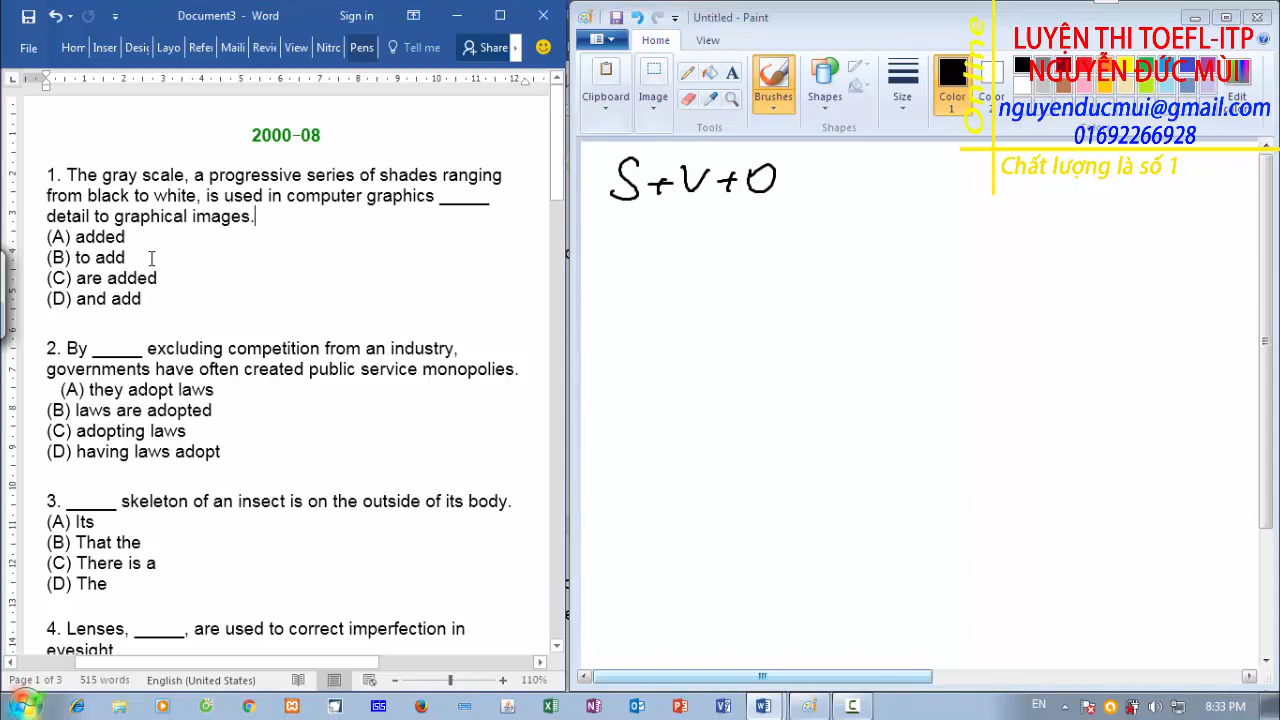 Document3 - Word
Sign in
File
Horr
Inser
Desig
Layo
Refer
Maili
Revie
View
Nitro
Pens
Tell me
Share
2000-08
1. The gray scale, a progressive series of shades ranging
from black to white, is used in computer graphics _____
detail to graphical images.
(A) added
(B) to add
(C) are added
(D) and add
2. By _____ excluding competition from an industry,
governments have often created public service monopolies.
(A) they adopt laws
(B) laws are adopted
(C) adopting laws
(D) having laws adopt
3. _____ skeleton of an insect is on the outside of its body.
(A) Its
(B) That the
(C) There is a
(D) The
4. Lenses, _____, are used to correct imperfection in
eyesight
Page 1 of 3
515 words
English (United States)
110%
Untitled - Paint
Home
View
Clipboard
Image
Tools
Brushes
Shapes
Shapes
Size
Color
1
Color
2
Edit
Online
LUYỆN THI TOEFL-ITP
NGUYỄN ĐỨC MÙI
nguyenducmui@gmail.com
01692266928
Chất lượng là số 1
S+V+O
EN
8:33 PM